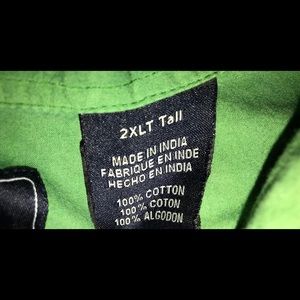 2XLT Tall
MADE IN INDIA
FABRIQUE EN INDE
HECHO EN INDIA
100% COTTON
100% COTON
100% ALGODON